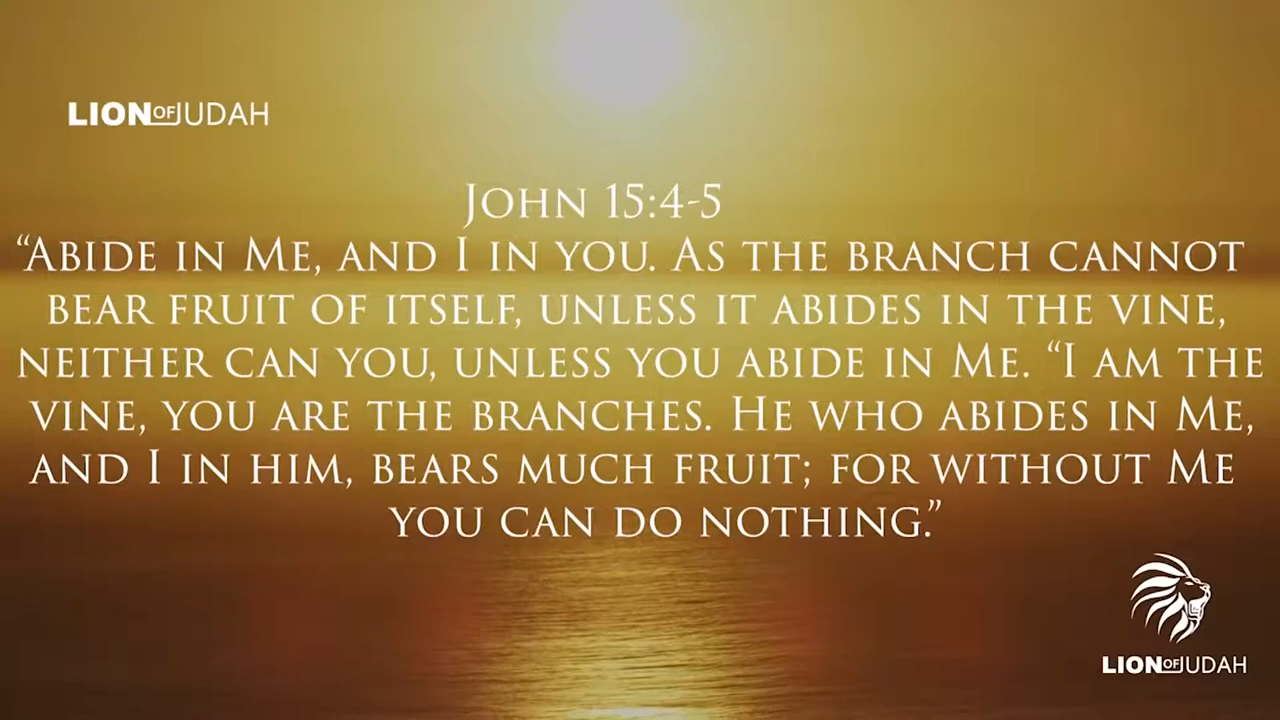 LION OF JUDAH
John 15:4-5
“Abide in Me, and I in you. As the branch cannot
bear fruit of itself, unless it abides in the vine,
neither can you, unless you abide in Me. “I am the
vine, you are the branches. He who abides in Me,
and I in him, bears much fruit; for without Me
you can do nothing.”
LION OF JUDAH